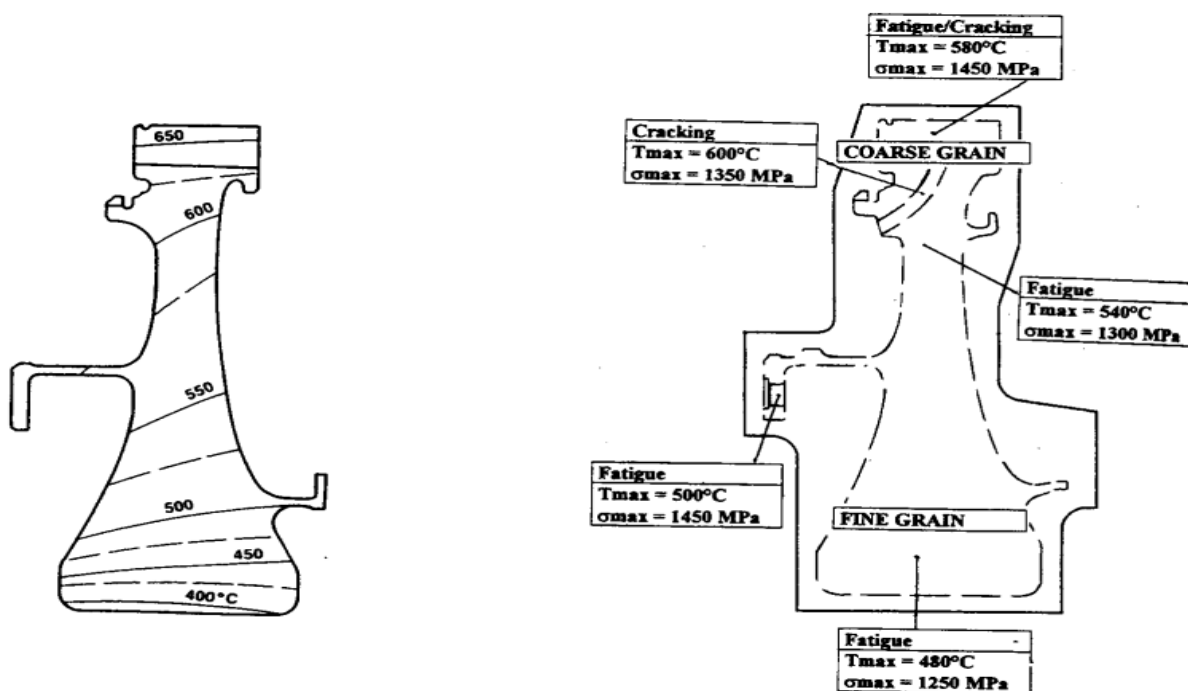 650
600
550
500
450
400°C
Fatigue/Cracking
Tmax = 580°C
σmax = 1450 MPa
Cracking
Tmax = 600°C
σmax = 1350 MPa
COARSE GRAIN
Fatigue
Tmax = 540°C
σmax = 1300 MPa
Fatigue
Tmax = 500°C
σmax = 1450 MPa
FINE GRAIN
Fatigue
Tmax = 480°C
σmax = 1250 MPa